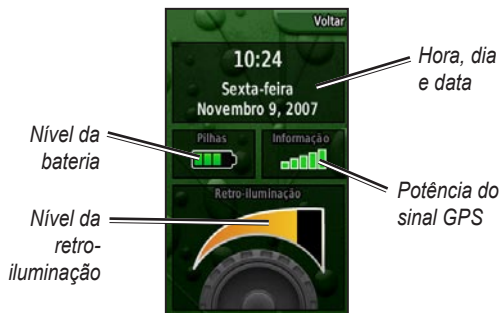 Voltar
10:24
Sexta-feira
Novembro 9, 2007
Hora, dia
e data
Pilhas
Informação
Nível da
bateria
Potência do
sinal GPS
Retro-iluminação
Nível da
retro-
iluminação